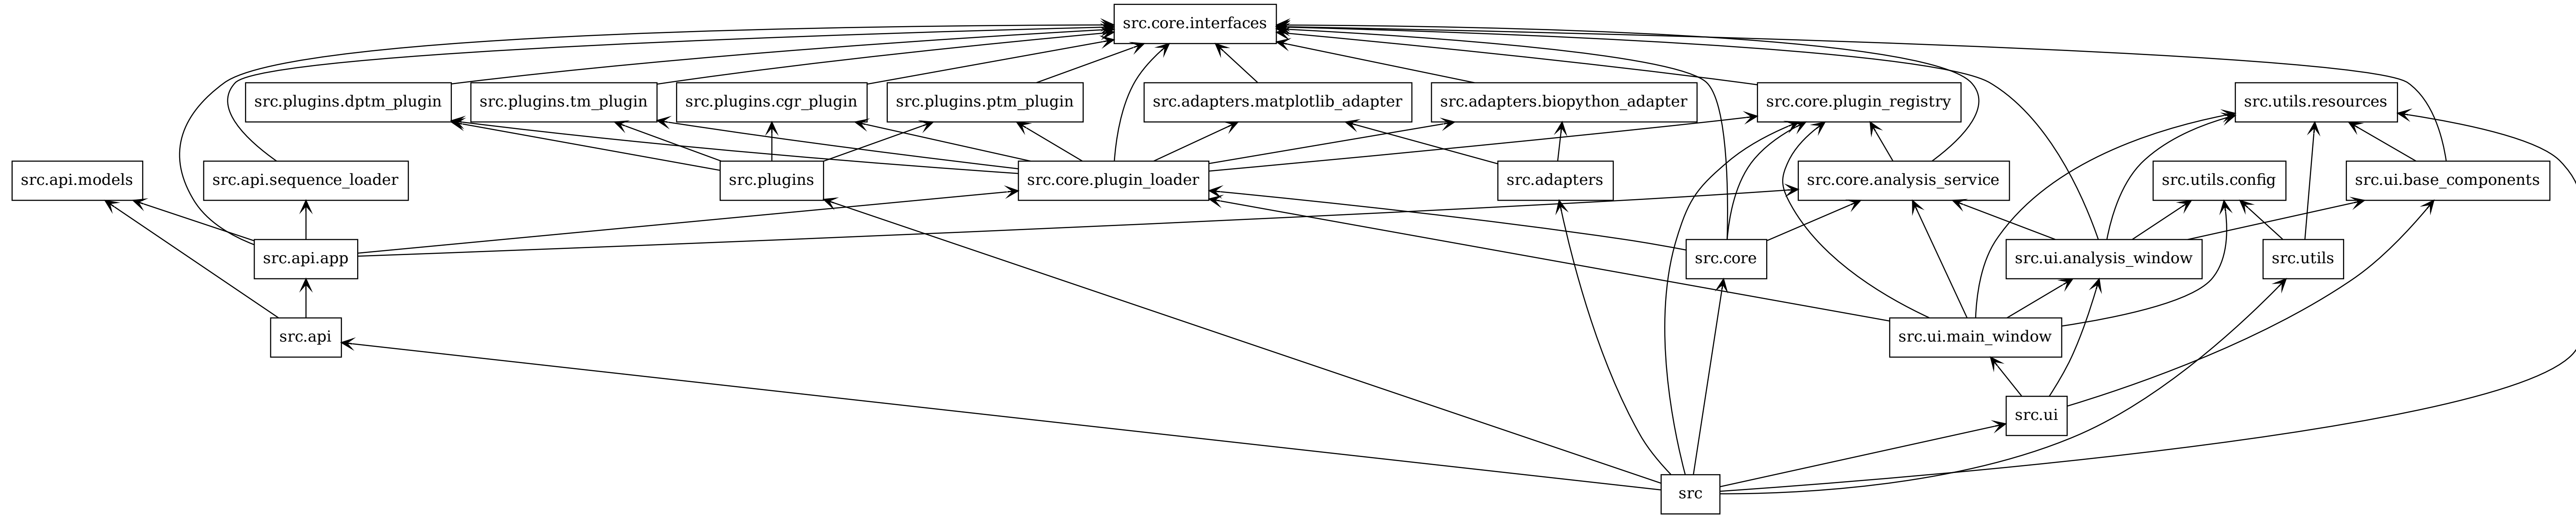 src.core.interfaces
src.plugins.dptm_plugin
src.plugins.tm_plugin
src.plugins.cgr_plugin
src.plugins.ptm_plugin
src.adapters.matplotlib_adapter
src.adapters.biopython_adapter
src.core.plugin_registry
src.utils.resources
src.api.models
src.api.sequence_loader
src.plugins
src.core.plugin_loader
src.adapters
src.core.analysis_service
src.utils.config
src.ui.base_components
src.api.app
src.core
src.ui.analysis_window
src.utils
src.api
src.ui.main_window
src.ui
src